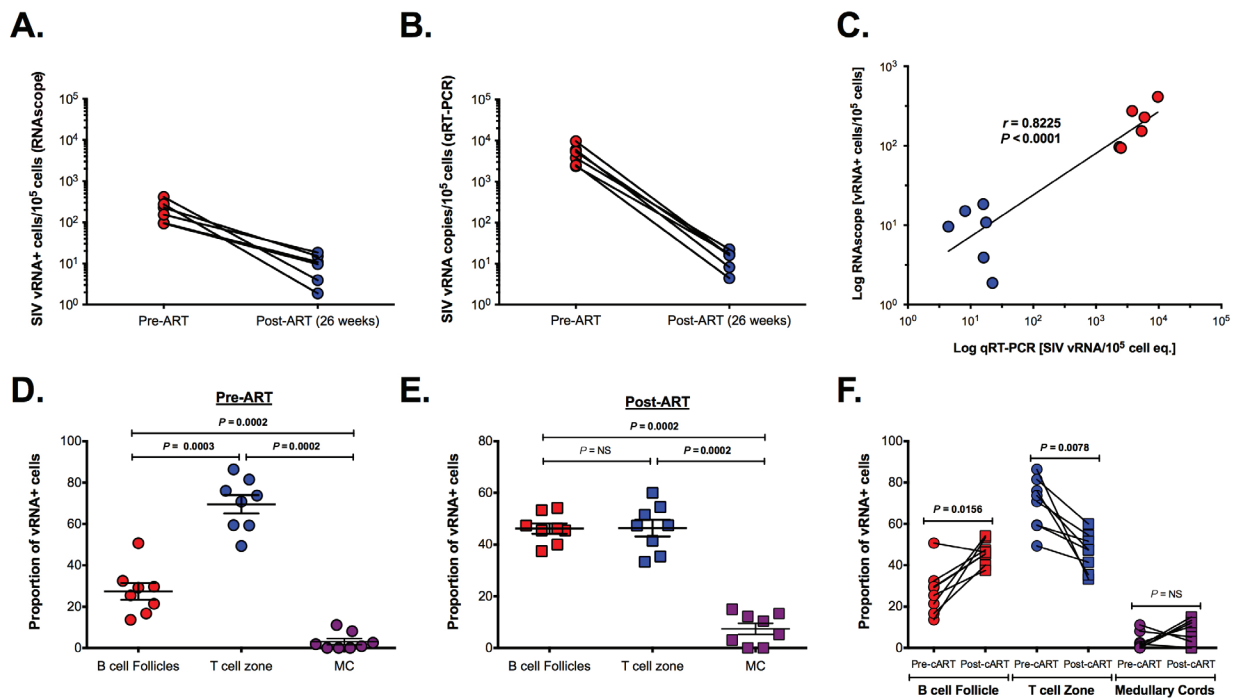 A.
SIV vRNA+ cells/10⁵ cells (RNAscope)
10⁵
10⁴
10³
10²
10¹
10⁰
Pre-ART
Post-ART (26 weeks)
B.
SIV vRNA copies/10⁵ cells (qRT-PCR)
10⁵
10⁴
10³
10²
10¹
10⁰
Pre-ART
Post-ART (26 weeks)
C.
Log RNAscope [vRNA+ cells/10⁵ cells]
10³
10²
10¹
10⁰
r = 0.8225
P < 0.0001
10⁰
10¹
10²
10³
10⁴
10⁵
Log qRT-PCR [SIV vRNA/10⁵ cell eq.]
D.
Pre-ART
P = 0.0002
P = 0.0003
P = 0.0002
Proportion of vRNA+ cells
100
80
60
40
20
0
B cell Follicles
T cell zone
MC
E.
Post-ART
P = 0.0002
P = NS
P = 0.0002
Proportion of vRNA+ cells
80
60
40
20
0
B cell Follicles
T cell zone
MC
F.
Proportion of vRNA+ cells
100
80
60
40
20
0
P = 0.0156
P = 0.0078
P = NS
Pre-cART
Post-cART
Pre-cART
Post-cART
Pre-cART
Post-cART
B cell Follicle
T cell Zone
Medullary Cords